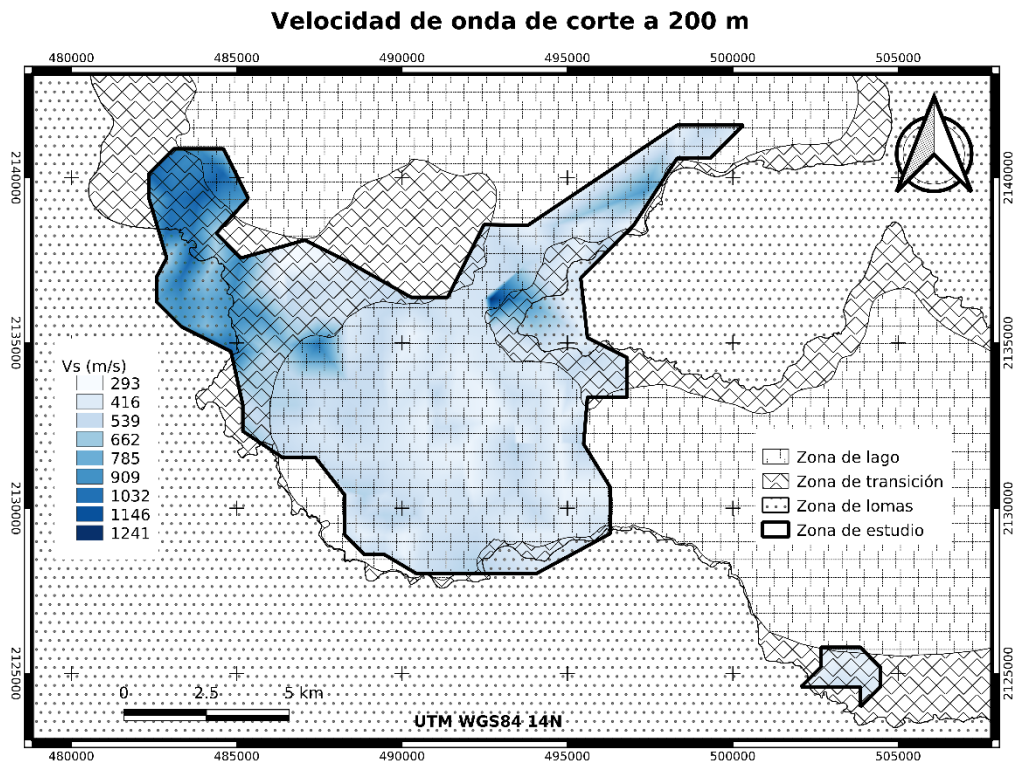 Velocidad de onda de corte a 200 m
480000 485000 490000 495000 500000 505000
2140000 2140000
2135000 2135000
2130000 2130000
2125000 2125000
Vs (m/s)
293
416
539
662
785
909
1032
1146
1241
Zona de lago
Zona de transición
Zona de lomas
Zona de estudio
0 2.5 5 km
UTM WGS84 14N
480000 485000 490000 495000 500000 505000